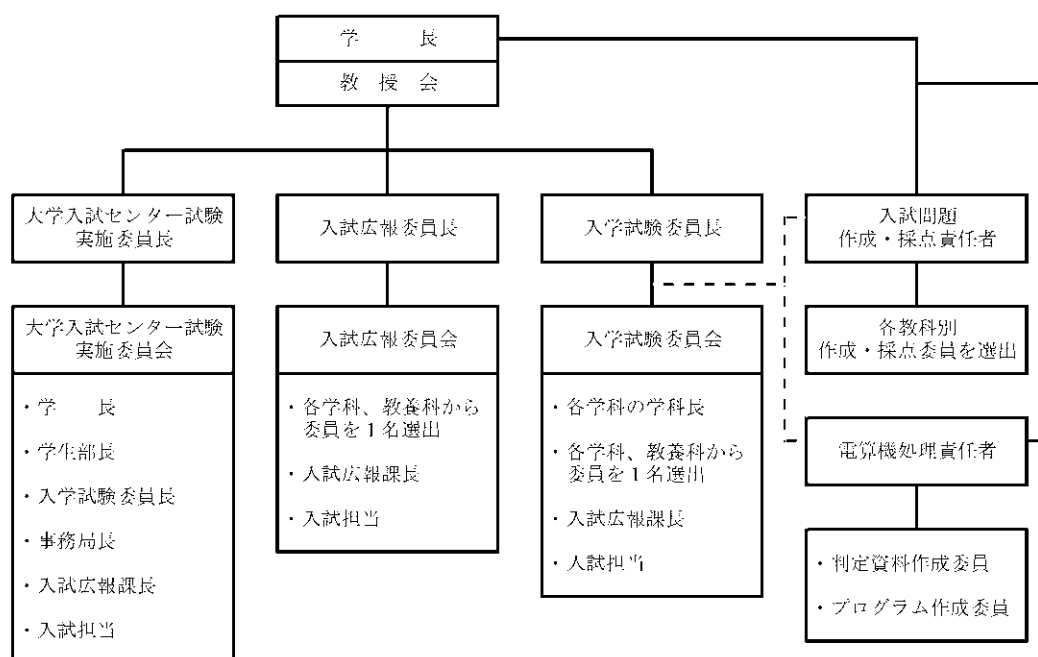 学　　長
教　授　会
大学入試センター試験
実施委員長
入試広報委員長
入学試験委員長
入試問題
作成・採点責任者
大学入試センター試験
実施委員会
入試広報委員会
入学試験委員会
各教科別
作成・採点委員を選出
・学　　長
・学生部長
・入学試験委員長
・事務局長
・入試広報課長
・入試担当
・各学科、教養科から
委員を１名選出
・入試広報課長
・入試担当
・各学科の学科長
・各学科、教養科から
委員を１名選出
・入試広報課長
・入試担当
電算機処理責任者
・判定資料作成委員
・プログラム作成委員